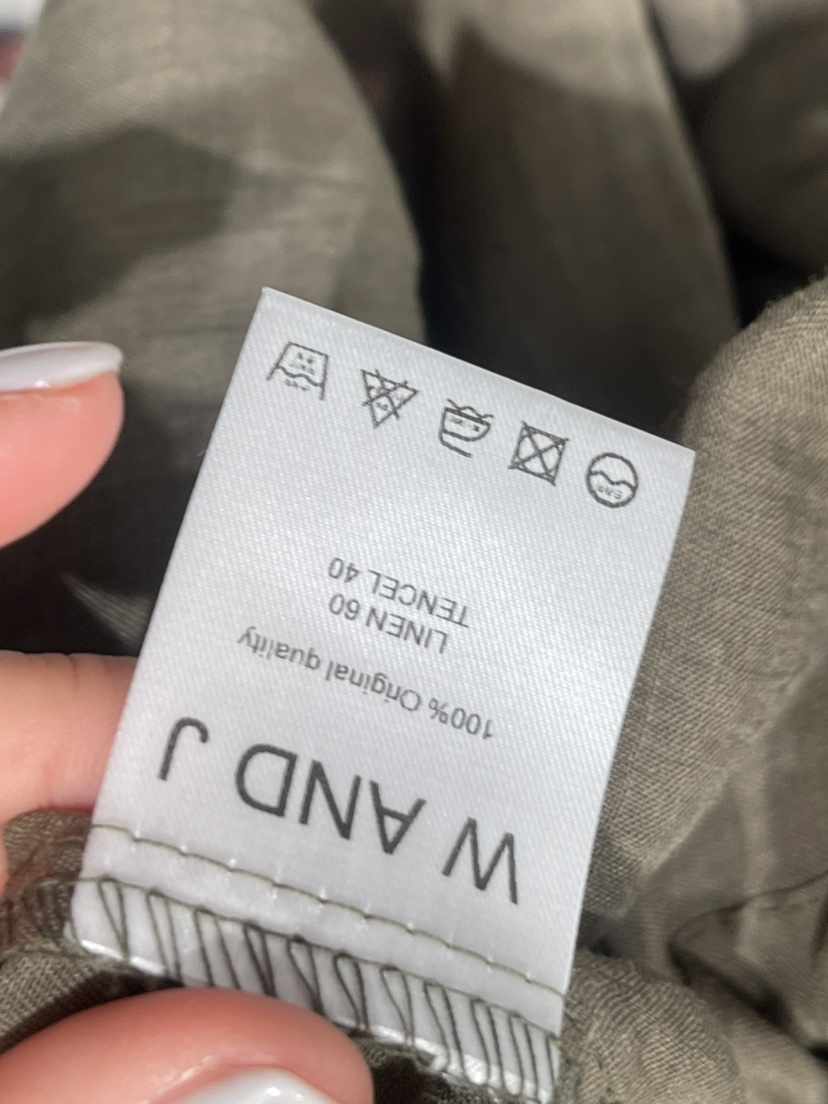 W AND J
100% Original quality
LINEN 60
TENCEL 40